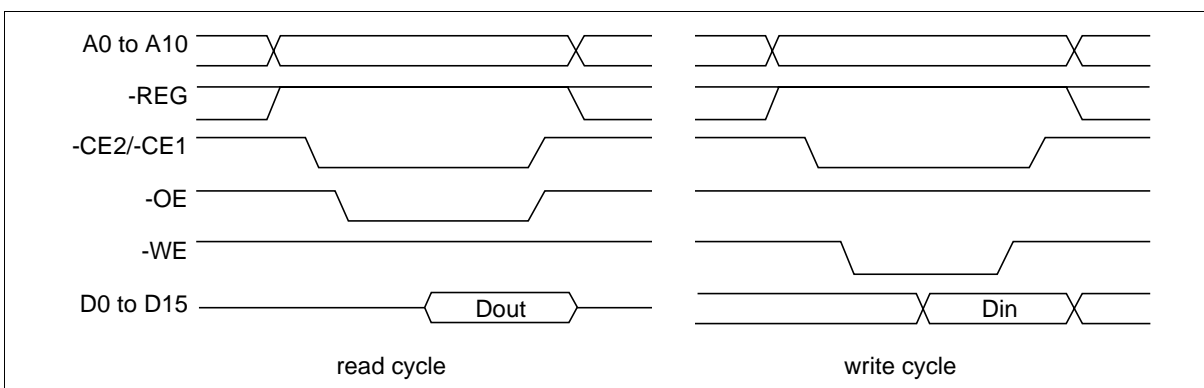 A0 to A10
-REG
-CE2/-CE1
-OE
-WE
D0 to D15
Dout
Din
read cycle
write cycle